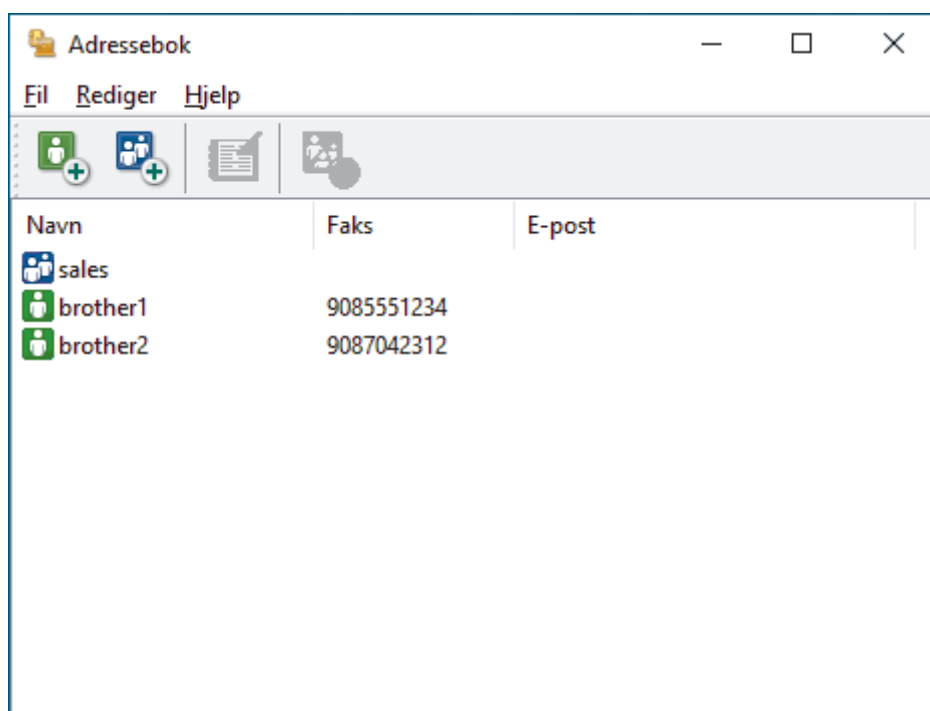 Adressebok
Fil Rediger Hjelp
Navn Faks E-post
sales
brother1 9085551234
brother2 9087042312